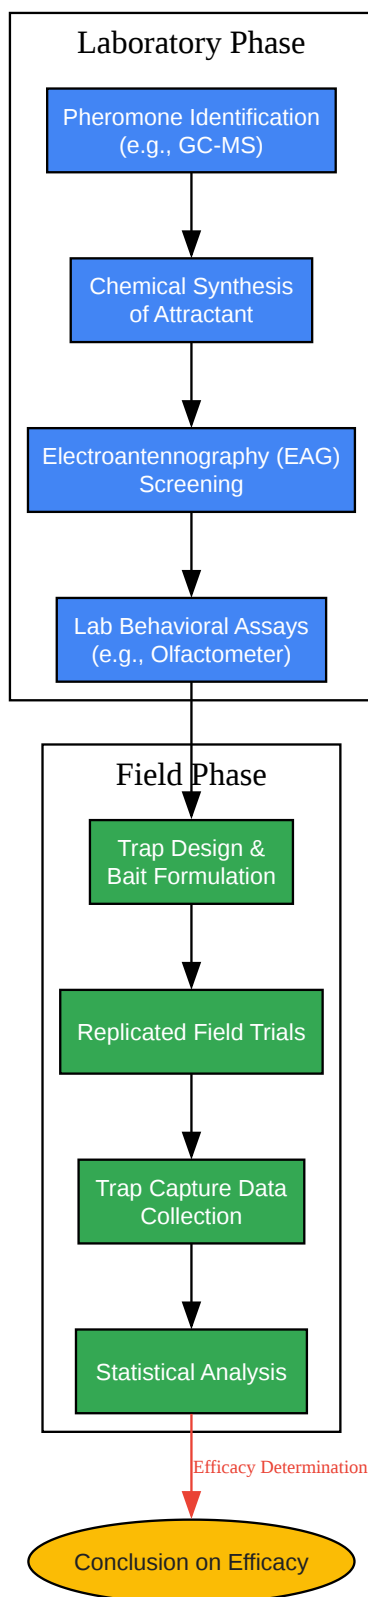 Laboratory Phase
Pheromone Identification
(e.g., GC-MS)
Chemical Synthesis
of Attractant
Electroantennography (EAG)
Screening
Lab Behavioral Assays
(e.g., Olfactometer)
Field Phase
Trap Design &
Bait Formulation
Replicated Field Trials
Trap Capture Data
Collection
Statistical Analysis
Efficacy Determination
Conclusion on Efficacy